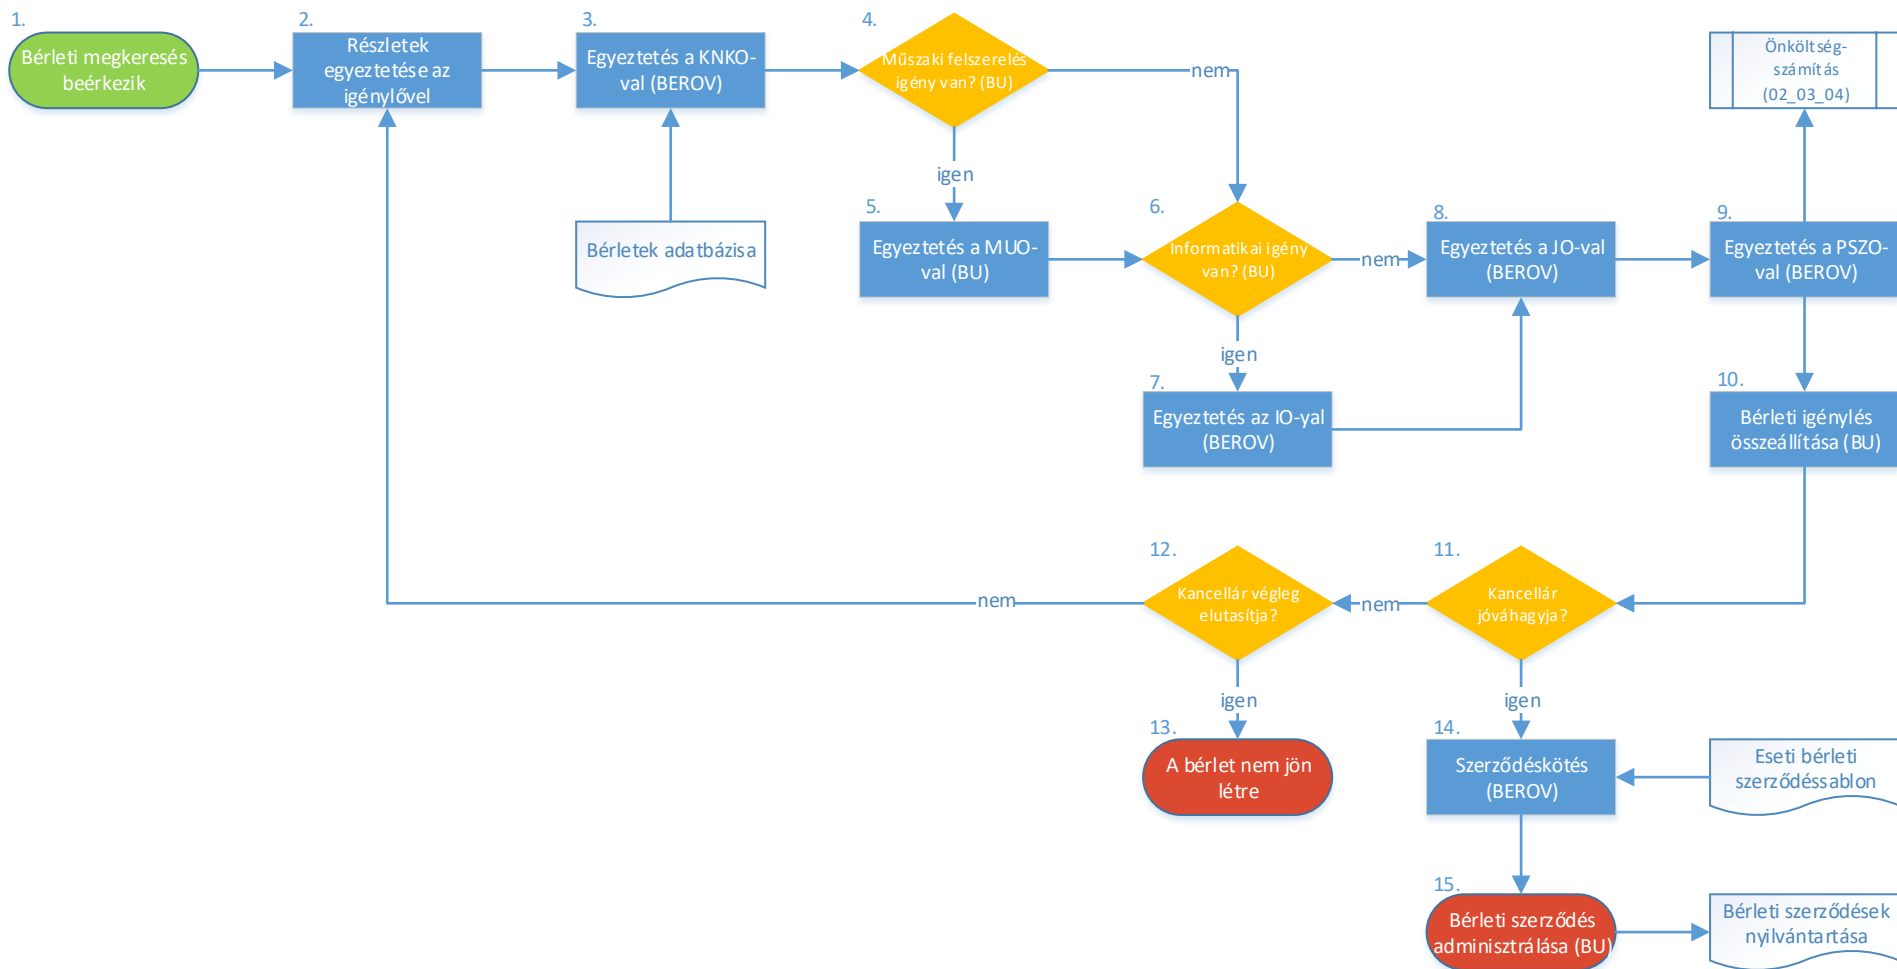 1.
Bérleti megkeresés
beérkezik
2.
Részletek
egyeztetése az
igénylővel
3.
Egyeztetés a KNKO-
val (BEROV)
4.
Műszaki felszerelés
igény van? (BU)
nem
igen
Önköltség-
számítás
(02_03_04)
Bérletek adatbázisa
5.
Egyeztetés a MUO-
val (BU)
6.
Informatikai igény
van? (BU)
nem
igen
8.
Egyeztetés a JO-val
(BEROV)
9.
Egyeztetés a PSZO-
val (BEROV)
7.
Egyeztetés az IO-yal
(BEROV)
10.
Bérleti igénylés
összeállítása (BU)
12.
Kancellár végleg
elutasítja?
nem
igen
11.
Kancellár
jóváhagyja?
nem
igen
13.
A bérlet nem jön
létre
14.
Szerződéskötés
(BEROV)
Eseti bérleti
szerződéssablon
15.
Bérleti szerződés
adminisztrálása (BU)
Bérleti szerződések
nyilvántartása